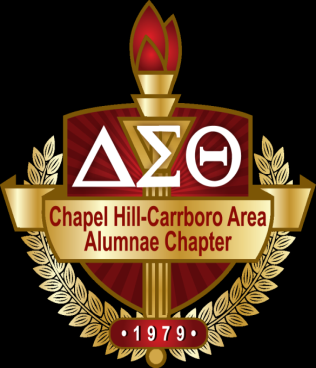 ΔΣΘ
Chapel Hill-Carrboro Area
Alumnae Chapter
• 1979 •